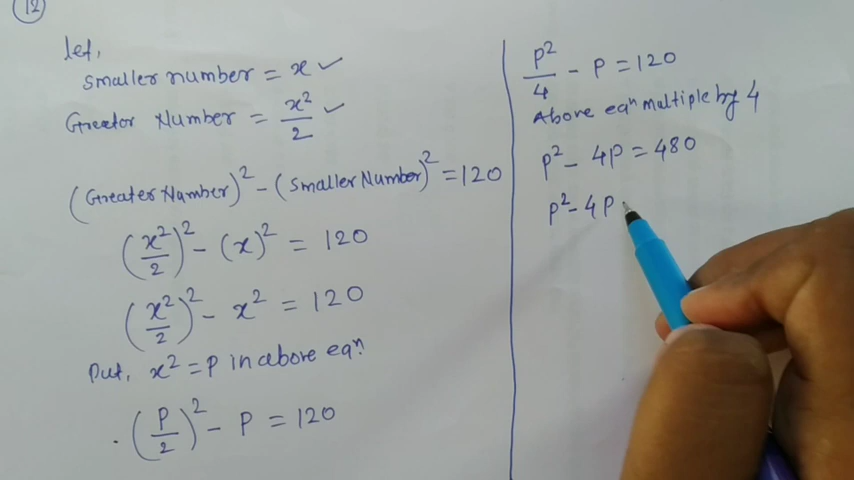 12
let,
smaller number = x ✓
Greator Number = x²/2 ✓
(Greater Number)² - (Smaller Number)² = 120
(x²/2)² - (x)² = 120
(x²/2)² - x² = 120
Put, x² = P in above eqⁿ
(P/2)² - P = 120
P²/4 - P = 120
Above eqⁿ multiple by 4
P² - 4P = 480
P² - 4P